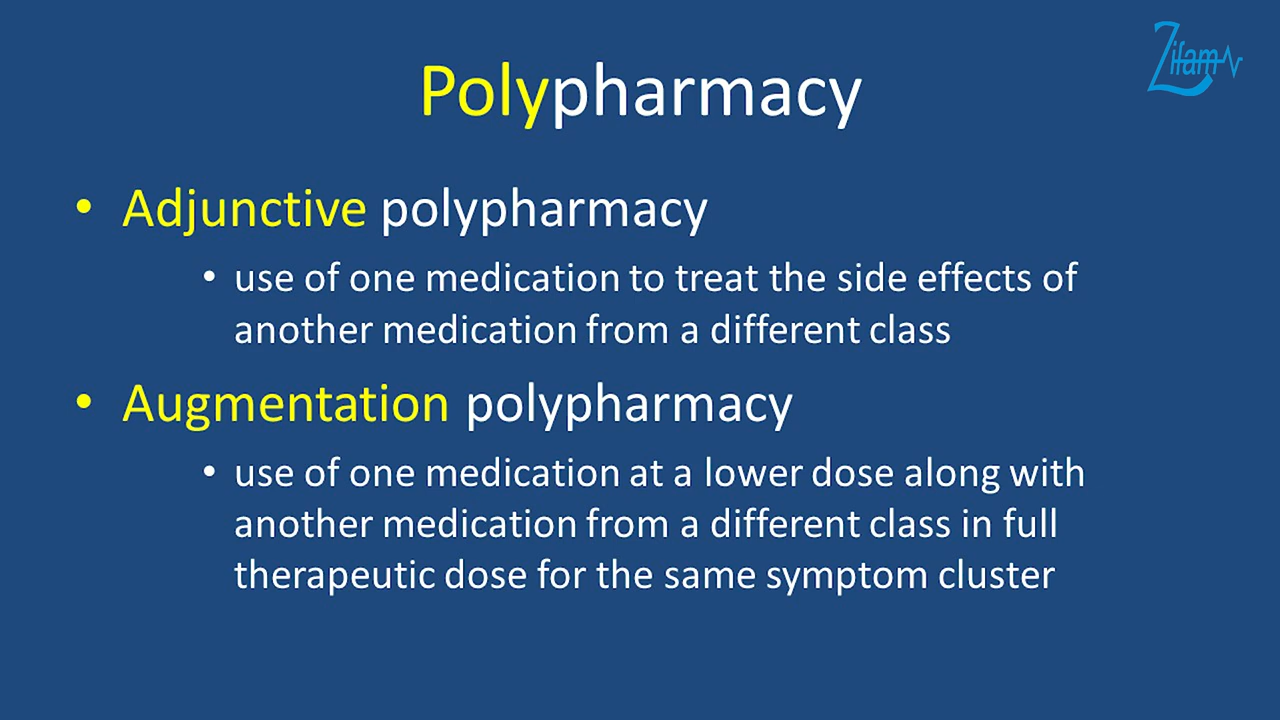 Zifam
Polypharmacy
• Adjunctive polypharmacy
• use of one medication to treat the side effects of
another medication from a different class
• Augmentation polypharmacy
• use of one medication at a lower dose along with
another medication from a different class in full
therapeutic dose for the same symptom cluster